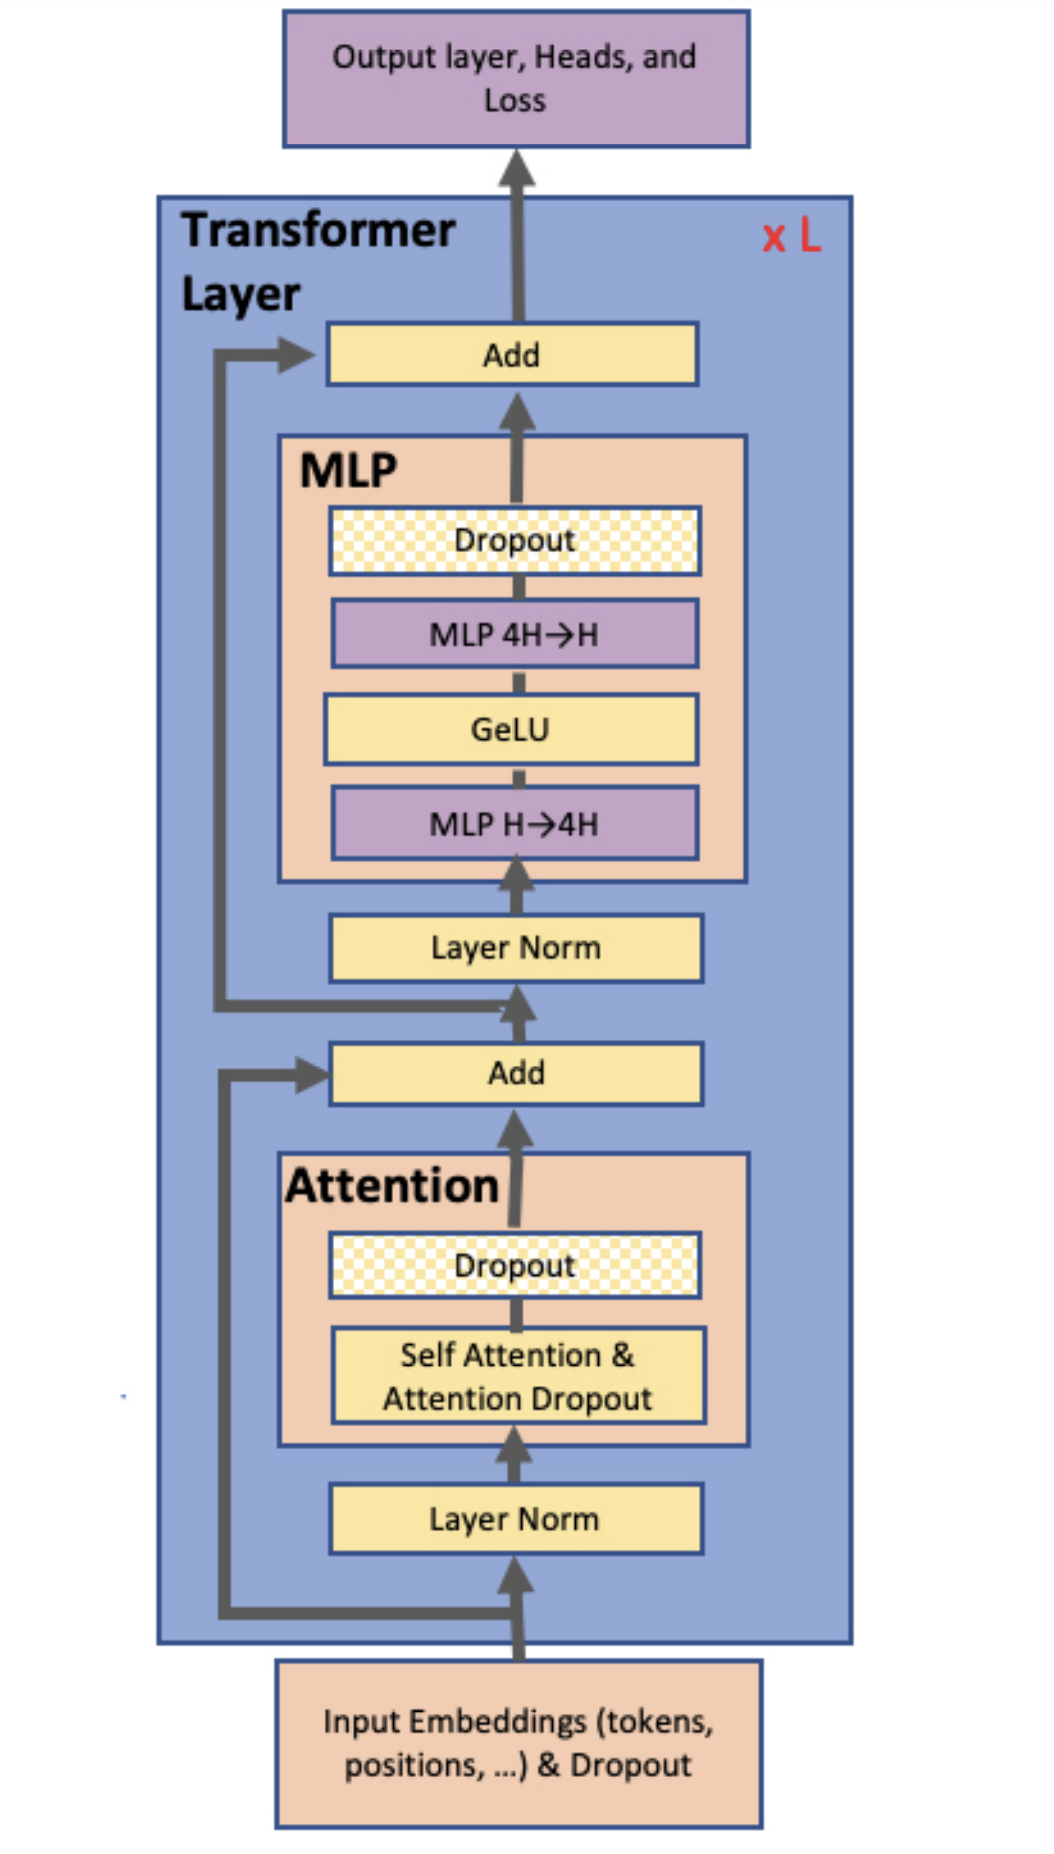 Output layer, Heads, and
Loss
Transformer
Layer
x L
Add
MLP
Dropout
MLP 4H→H
GeLU
MLP H→4H
Layer Norm
Add
Attention
Dropout
Self Attention &
Attention Dropout
Layer Norm
Input Embeddings (tokens,
positions, ...) & Dropout